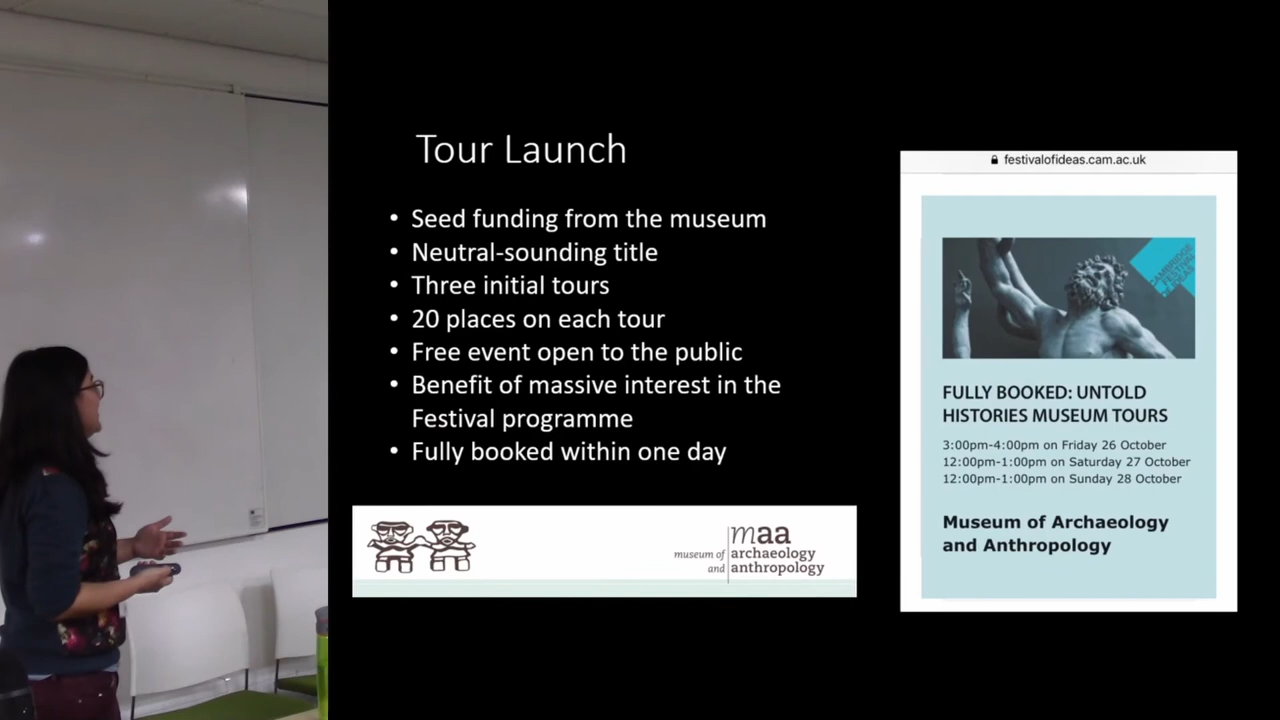 Tour Launch
• Seed funding from the museum
• Neutral-sounding title
• Three initial tours
• 20 places on each tour
• Free event open to the public
• Benefit of massive interest in the
Festival programme
• Fully booked within one day
maa
museum of archaeology
and anthropology
festivalofideas.cam.ac.uk
CAMBRIDGE
FESTIVAL
OF IDEAS
FULLY BOOKED: UNTOLD
HISTORIES MUSEUM TOURS
3:00pm-4:00pm on Friday 26 October
12:00pm-1:00pm on Saturday 27 October
12:00pm-1:00pm on Sunday 28 October
Museum of Archaeology
and Anthropology